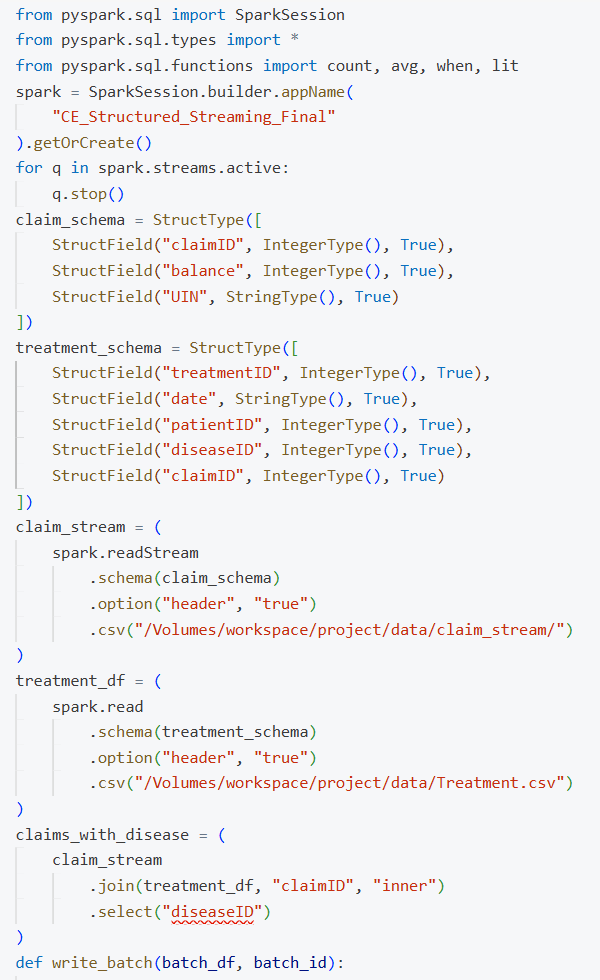 from pyspark.sql import SparkSession
from pyspark.sql.types import *
from pyspark.sql.functions import count, avg, when, lit
spark = SparkSession.builder.appName(
    "CE_Structured_Streaming_Final"
).getOrCreate()
for q in spark.streams.active:
    q.stop()
claim_schema = StructType([
    StructField("claimID", IntegerType(), True),
    StructField("balance", IntegerType(), True),
    StructField("UIN", StringType(), True)
])
treatment_schema = StructType([
    StructField("treatmentID", IntegerType(), True),
    StructField("date", StringType(), True),
    StructField("patientID", IntegerType(), True),
    StructField("diseaseID", IntegerType(), True),
    StructField("claimID", IntegerType(), True)
])
claim_stream = (
    spark.readStream
        .schema(claim_schema)
        .option("header", "true")
        .csv("/Volumes/workspace/project/data/claim_stream/")
)
treatment_df = (
    spark.read
        .schema(treatment_schema)
        .option("header", "true")
        .csv("/Volumes/workspace/project/data/Treatment.csv")
)
claims_with_disease = (
    claim_stream
        .join(treatment_df, "claimID", "inner")
        .select("diseaseID")
)
def write_batch(batch_df, batch_id):